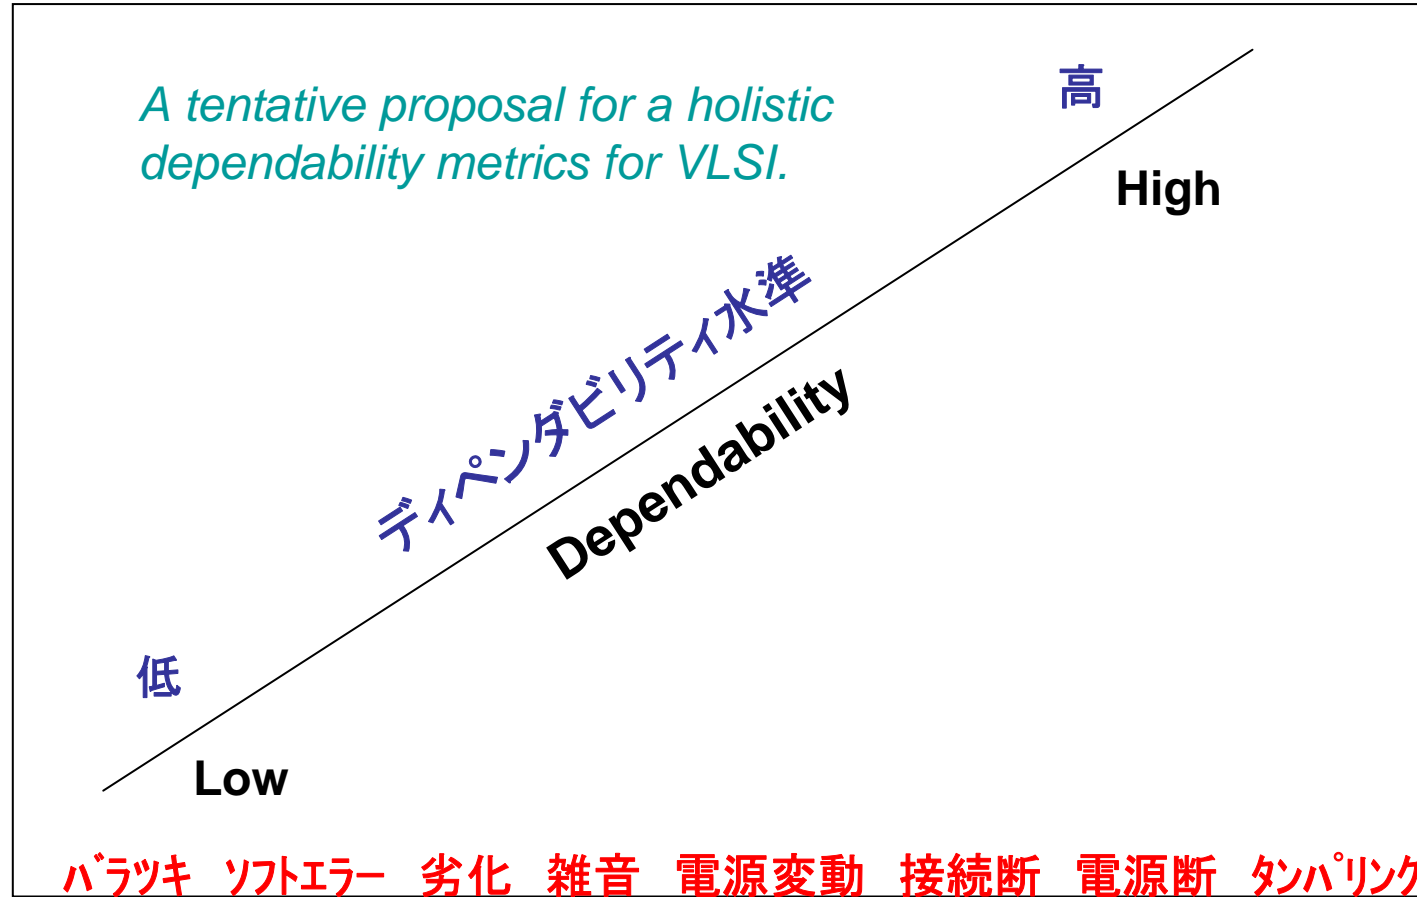 A tentative proposal for a holistic
dependability metrics for VLSI.
高
High
ディペンダビリティ水準
Dependability
低
Low
バラツキ ソフトエラー 劣化 雑音 電源変動 接続断 電源断 タンパリング